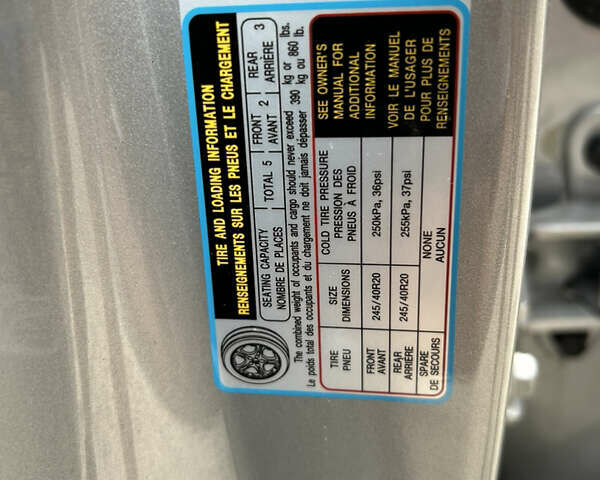 TIRE AND LOADING INFORMATION
RENSEIGNEMENTS SUR LES PNEUS ET LE CHARGEMENT
SEATING CAPACITY TOTAL 5 FRONT 2 REAR 3
NOMBRE DE PLACES AVANT ARRIÈRE
The combined weight of occupants and cargo should never exceed 390 kg or 860 lbs.
Le poids total des occupants et du chargement ne doit jamais dépasser 390 kg ou 860 lb.
TIRE SIZE COLD TIRE PRESSURE
PNEU DIMENSIONS PRESSION DES
PNEUS À FROID
FRONT 245/40R20 250kPa, 36psi
AVANT
REAR 245/40R20 255kPa, 37psi
ARRIÈRE
SPARE NONE
DE SECOURS AUCUN
SEE OWNER'S
MANUAL FOR
ADDITIONAL
INFORMATION
VOIR LE MANUEL
DE L'USAGER
POUR PLUS DE
RENSEIGNEMENTS